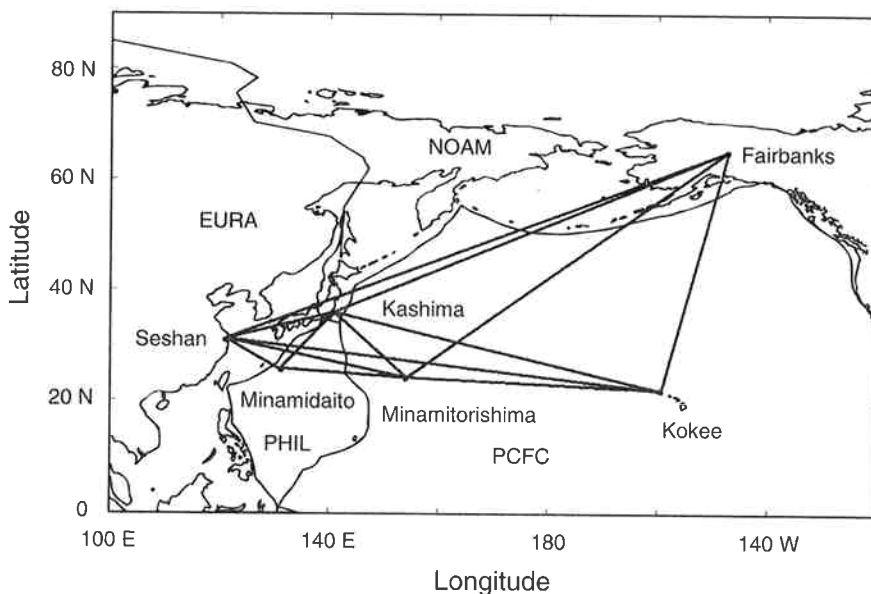 80 N
NOAM
Fairbanks
60 N
EURA
Latitude
40 N
Kashima
Seshan
20 N
Minamidaito
Minamitorishima
Kokee
PHIL
PCFC
0
100 E
140 E
180
140 W
Longitude